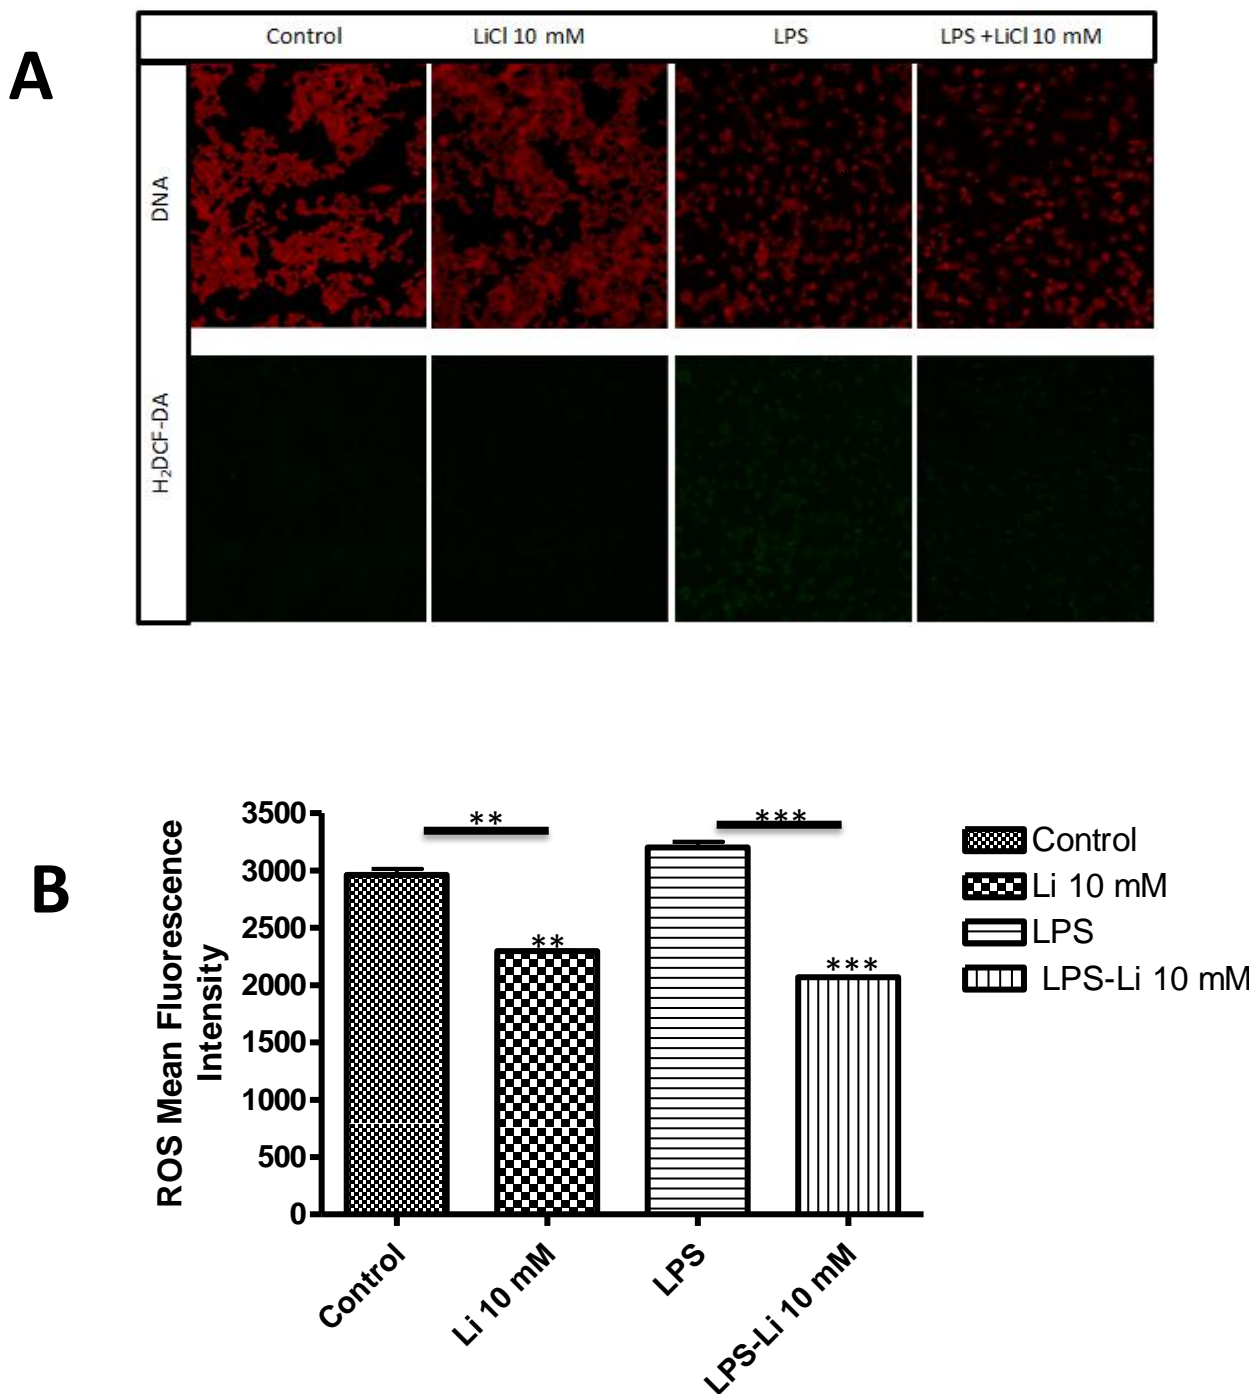 A
Control LiCl 10 mM LPS LPS +LiCl 10 mM
DNA
H₂DCF-DA
B
ROS Mean Fluorescence
Intensity
3500
3000
2500
2000
1500
1000
500
0
** ***
** ***
Control
Li 10 mM
LPS
LPS-Li 10 mM
Control
Li 10 mM
LPS
LPS-Li 10 mM